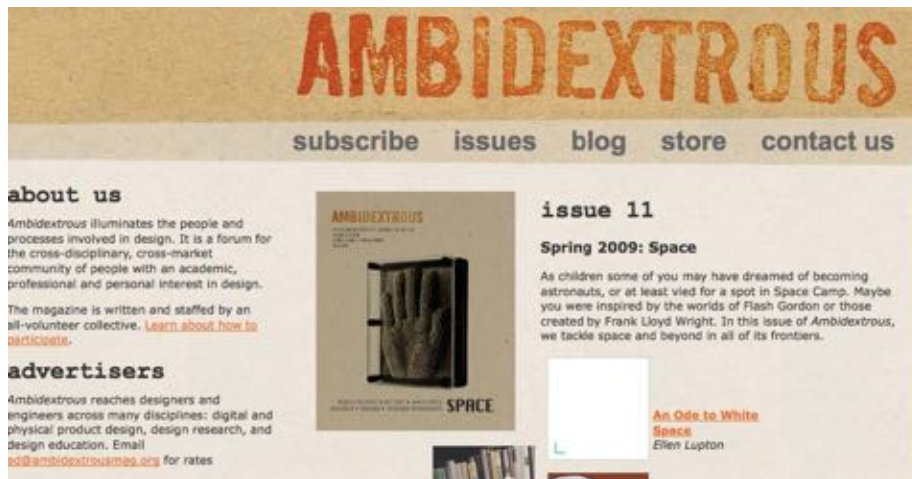 AMBIDEXTROUS
subscribe issues blog store contact us
about us
Ambidextrous illuminates the people and
processes involved in design. It is a forum for
the cross-disciplinary, cross-market
community of people with an academic,
professional and personal interest in design.
The magazine is written and staffed by an
all-volunteer collective. Learn about how to
participate.
advertisers
Ambidextrous reaches designers and
engineers across many disciplines: digital and
physical product design, design research, and
design education. Email
ad@ambidextrousmag.org for rates
AMBIDEXTROUS
SPACE
issue 11
Spring 2009: Space
As children some of you may have dreamed of becoming
astronauts, or at least vied for a spot in Space Camp. Maybe
you were inspired by the worlds of Flash Gordon or those
created by Frank Lloyd Wright. In this issue of Ambidextrous,
we tackle space and beyond in all of its frontiers.
An Ode to White
Space
Ellen Lupton